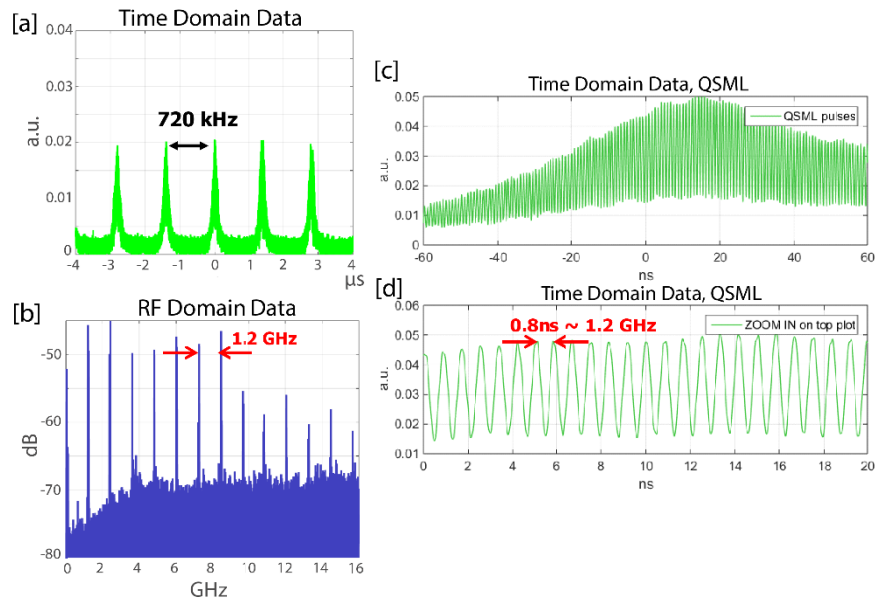 [a]
Time Domain Data
0.04
0.03
0.02
0.01
0
a.u.
720 kHz
-4 -3 -2 -1 0 1 2 3 4
µs
[b]
RF Domain Data
-50
-60
-70
-80
dB
1.2 GHz
0 2 4 6 8 10 12 14 16
GHz
[c]
Time Domain Data, QSML
0.05
0.04
0.03
0.02
0.01
0
a.u.
QSML pulses
-60 -40 -20 0 20 40 60
ns
[d]
Time Domain Data, QSML
0.06
0.05
0.04
0.03
0.02
0.01
a.u.
0.8ns ~ 1.2 GHz
ZOOM IN on top plot
0 2 4 6 8 10 12 14 16 18 20
ns